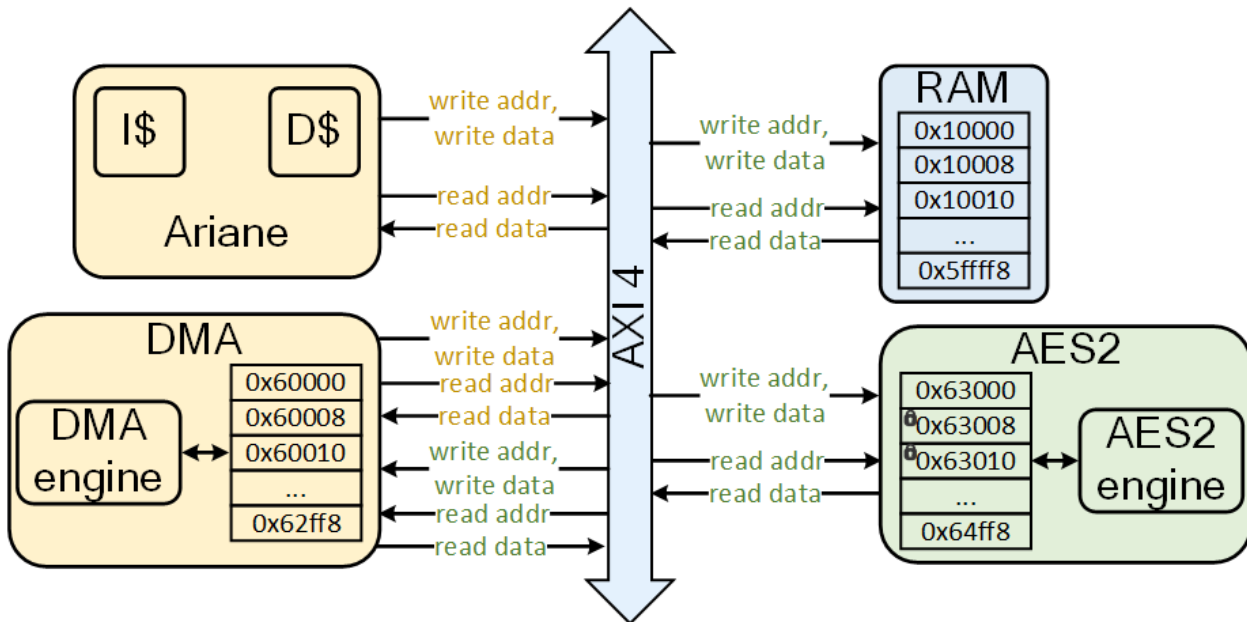 I$
D$
Ariane
write addr,
write data
read addr
read data
DMA
DMA
engine
0x60000
0x60008
0x60010
...
0x62ff8
write addr,
write data
read addr
read data
write addr,
write data
read addr
read data
AXI 4
write addr,
write data
read addr
read data
RAM
0x10000
0x10008
0x10010
...
0x5ffff8
write addr,
write data
read addr
read data
AES2
0x63000
0x63008
0x63010
...
0x64ff8
AES2
engine